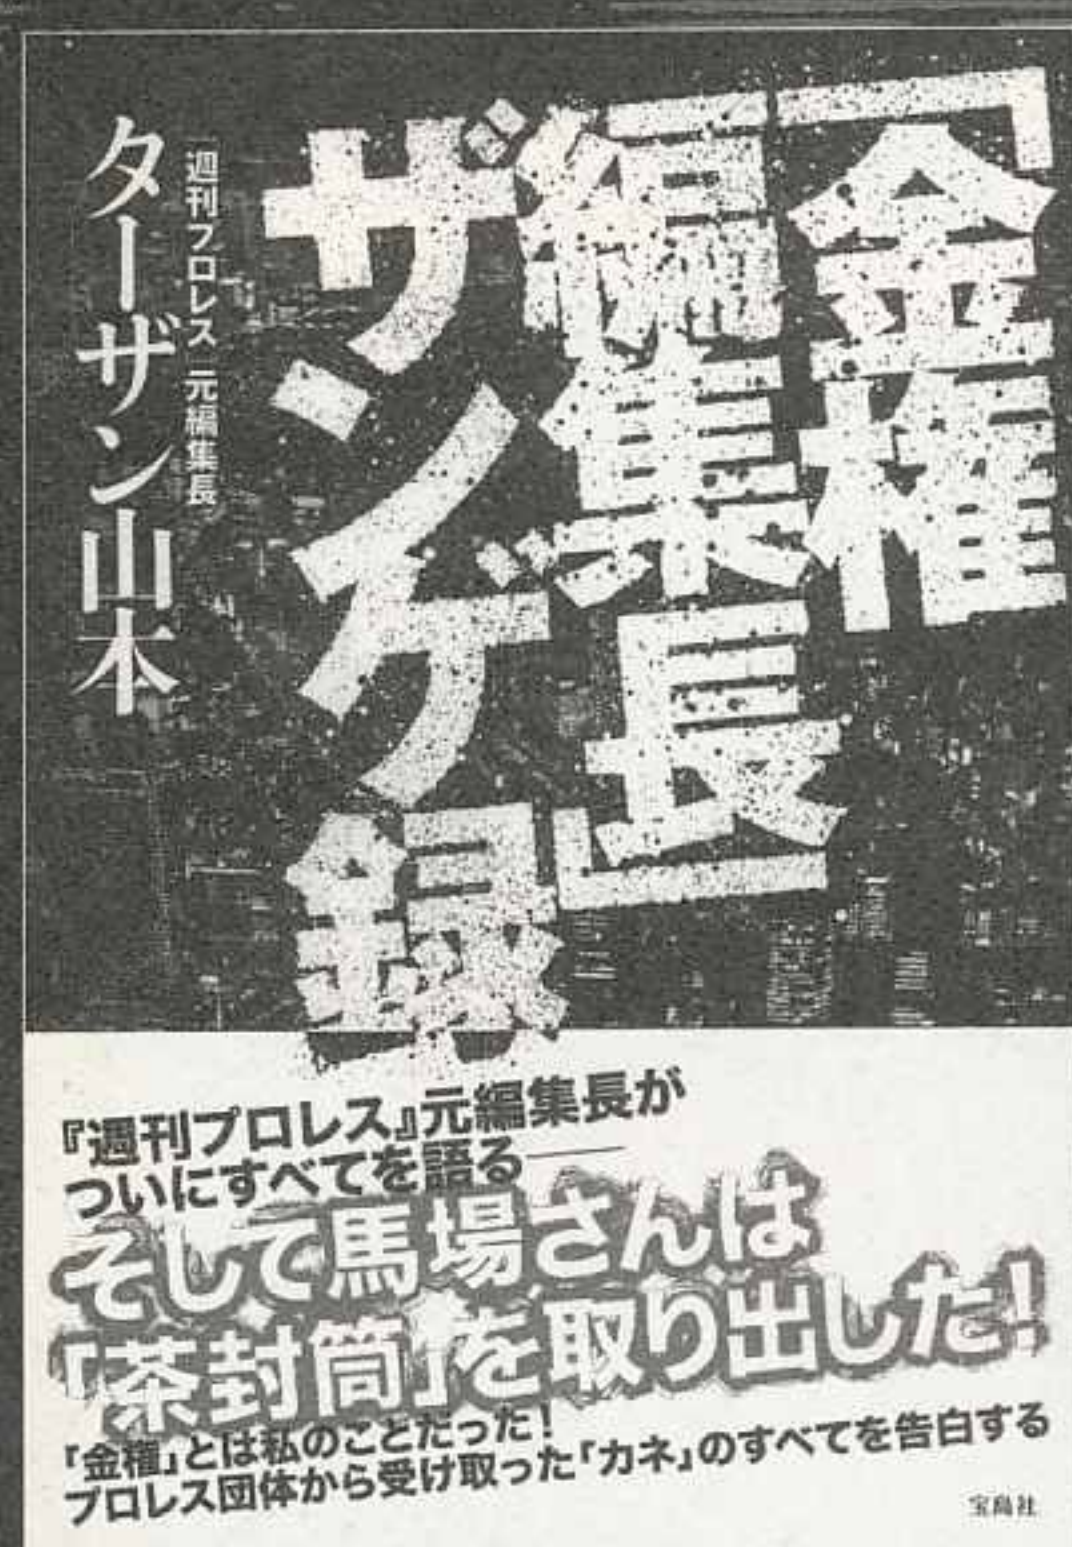 「金権
編集長」
ザンゲ録
週刊プロレス 元編集長
ターザン山本
『週刊プロレス』元編集長が
ついにすべてを語る――
そして馬場さんは
「茶封筒」を取り出した！
「金権」とは私のことだった！
プロレス団体から受け取った「カネ」のすべてを告白する
宝島社